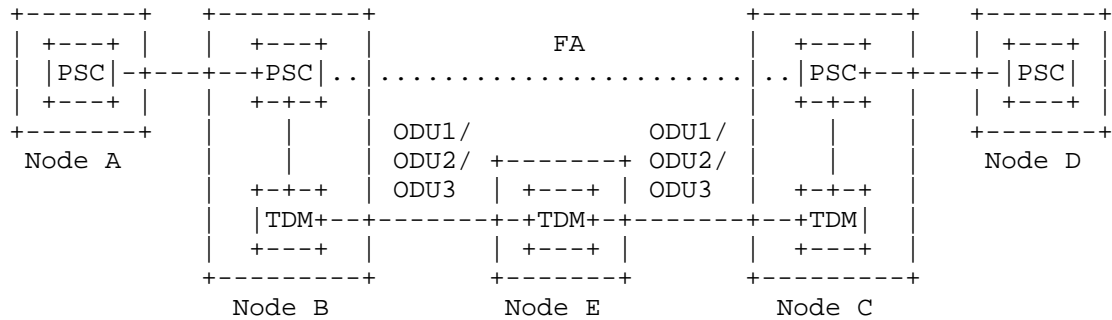 FA
PSC PSC PSC PSC
ODU1/ ODU1/
Node A ODU2/ ODU2/ Node D
ODU3 ODU3
TDM TDM TDM
Node B Node E Node C